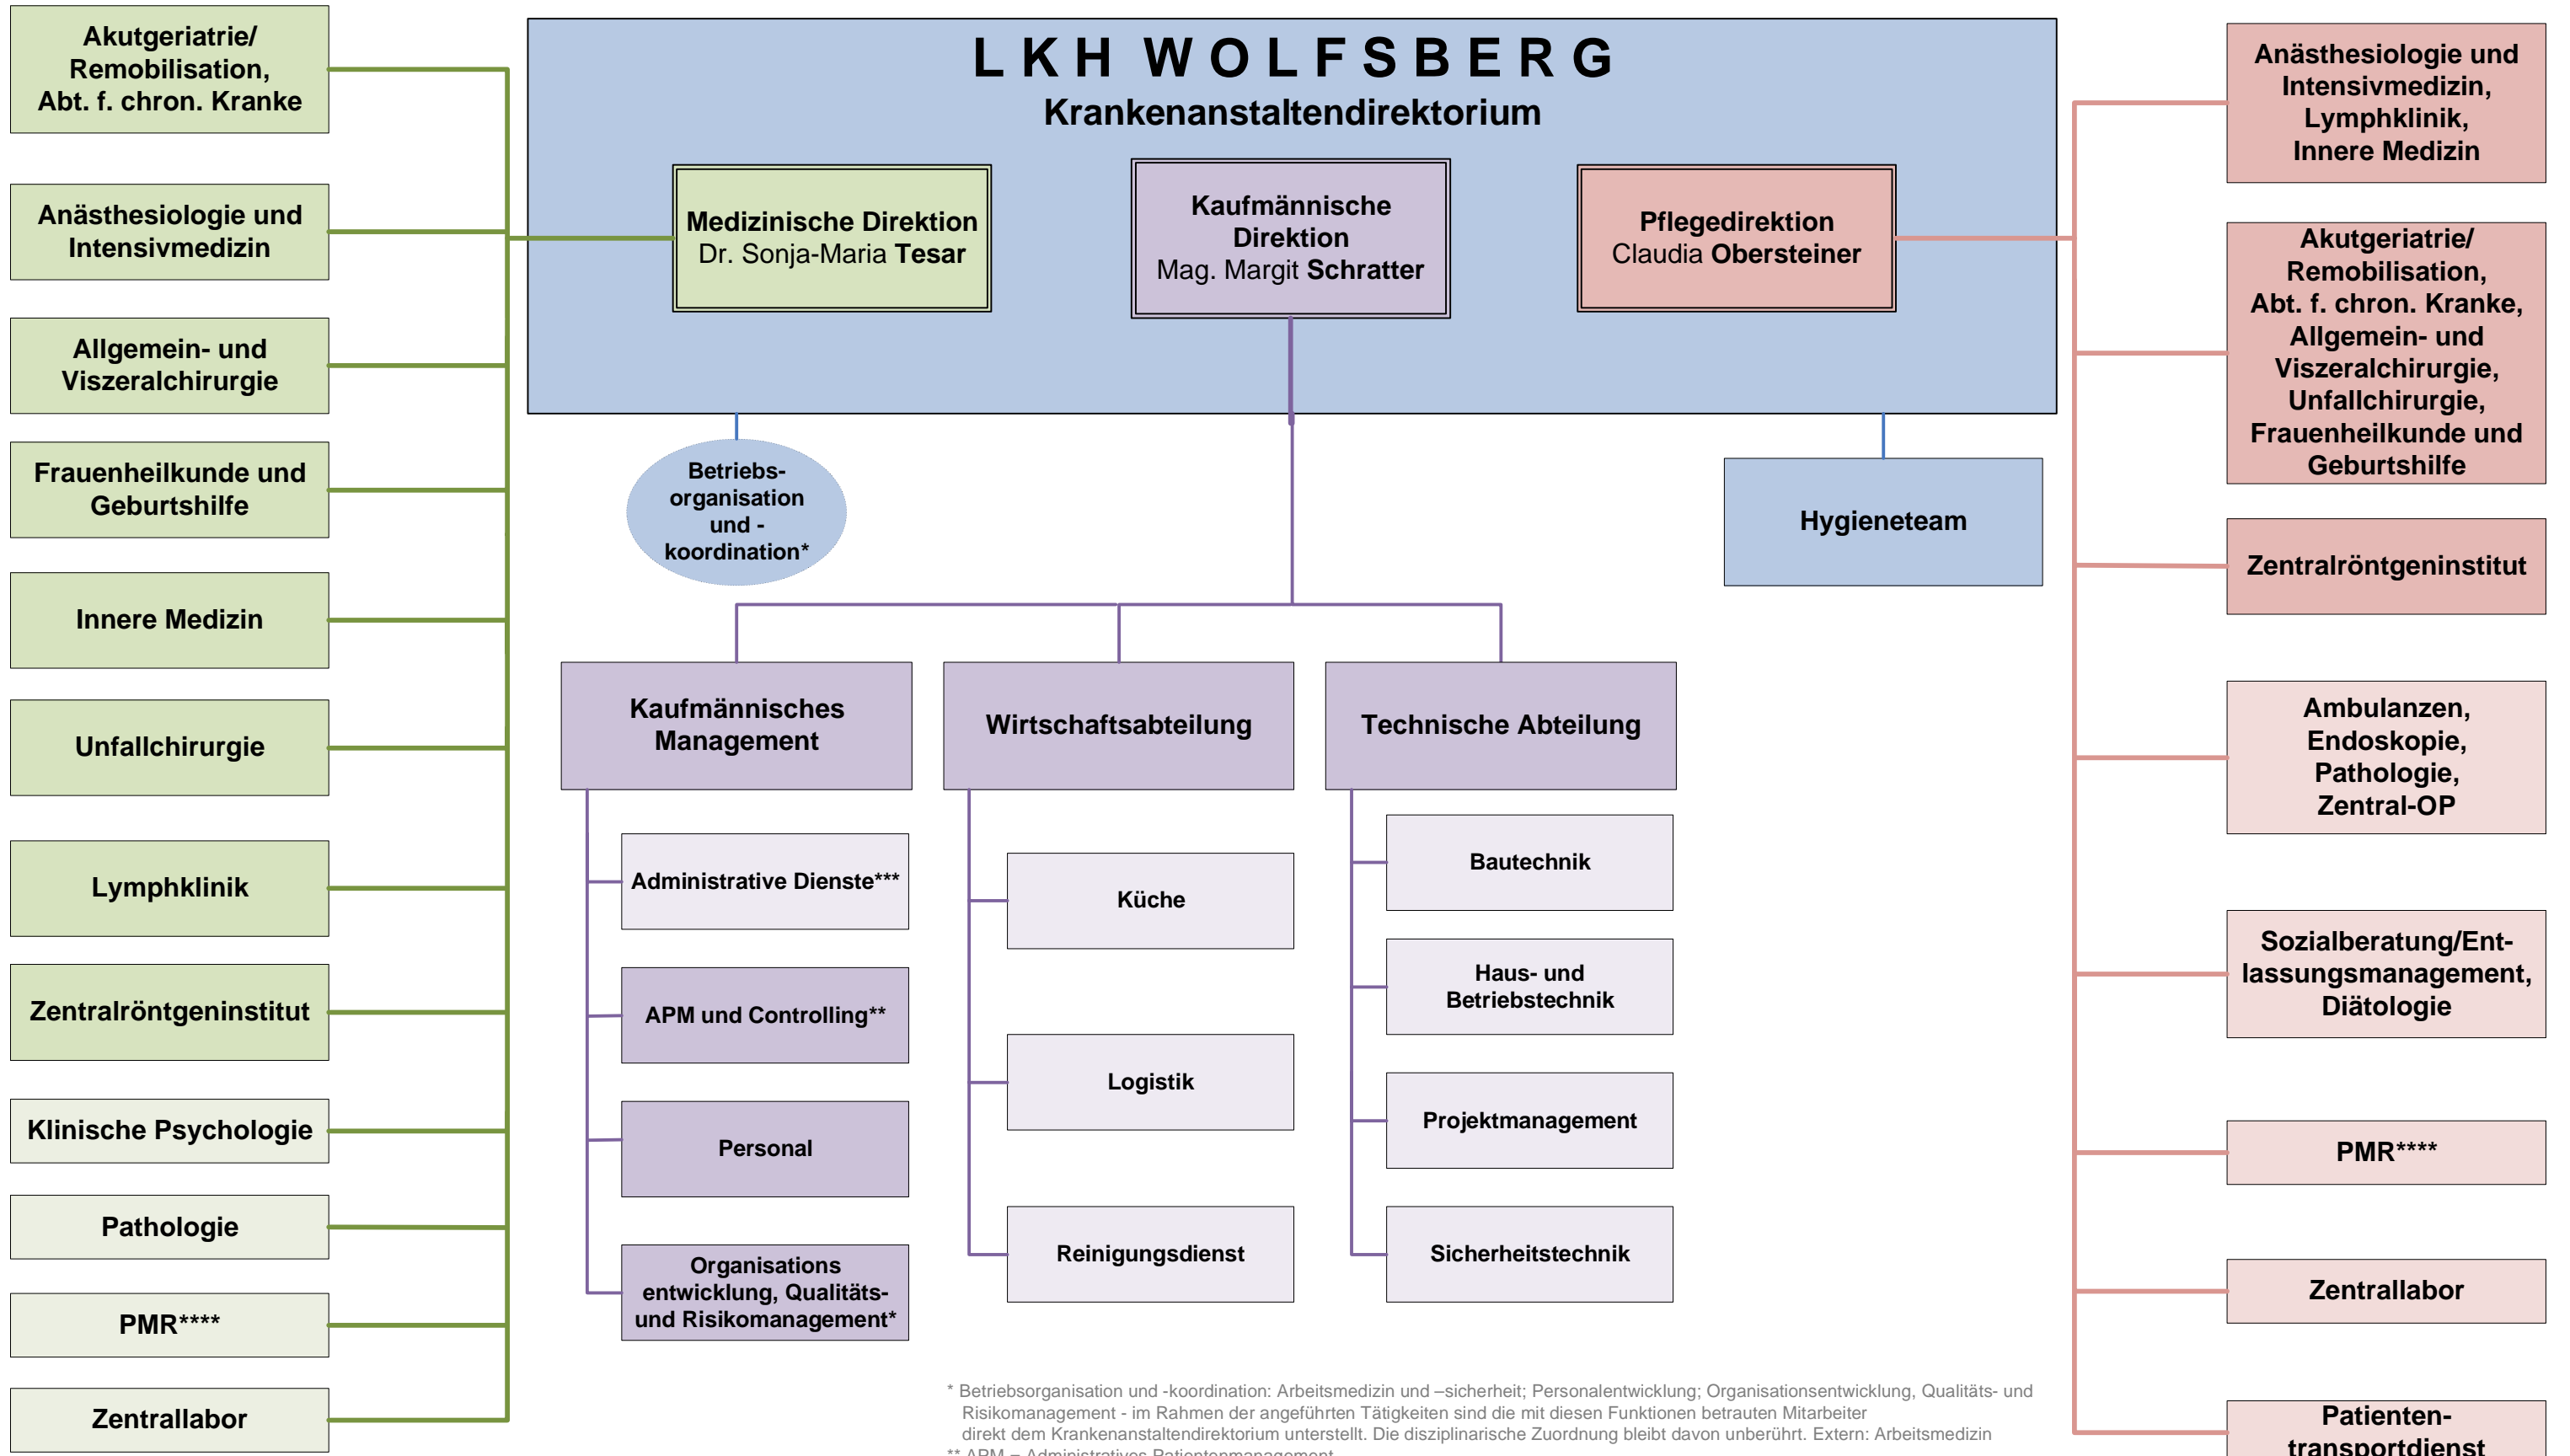 L K H W O L F S B E R G
Krankenanstaltendirektorium
Medizinische Direktion
Dr. Sonja-Maria Tesar
Kaufmännische
Direktion
Mag. Margit Schratter
Pflegedirektion
Claudia Obersteiner
Akutgeriatrie/
Remobilisation,
Abt. f. chron. Kranke
Anästhesiologie und
Intensivmedizin
Allgemein- und
Viszeralchirurgie
Frauenheilkunde und
Geburtshilfe
Innere Medizin
Unfallchirurgie
Lymphklinik
Zentralröntgeninstitut
Klinische Psychologie
Pathologie
PMR****
Zentrallabor
Betriebs-
organisation
und -
koordination*
Hygieneteam
Kaufmännisches
Management
Administrative Dienste***
APM und Controlling**
Personal
Organisations
entwicklung, Qualitäts-
und Risikomanagement*
Wirtschaftsabteilung
Küche
Logistik
Reinigungsdienst
Technische Abteilung
Bautechnik
Haus- und
Betriebstechnik
Projektmanagement
Sicherheitstechnik
Anästhesiologie und
Intensivmedizin,
Lymphklinik,
Innere Medizin
Akutgeriatrie/
Remobilisation,
Abt. f. chron. Kranke,
Allgemein- und
Viszeralchirurgie,
Unfallchirurgie,
Frauenheilkunde und
Geburtshilfe
Zentralröntgeninstitut
Ambulanzen,
Endoskopie,
Pathologie,
Zentral-OP
Sozialberatung/Ent-
lassungsmanagement,
Diätologie
PMR****
Zentrallabor
Patienten-
transportdienst
* Betriebsorganisation und -koordination: Arbeitsmedizin und –sicherheit; Personalentwicklung; Organisationsentwicklung, Qualitäts- und
Risikomanagement - im Rahmen der angeführten Tätigkeiten sind die mit diesen Funktionen betrauten Mitarbeiter
direkt dem Krankenanstaltendirektorium unterstellt. Die disziplinarische Zuordnung bleibt davon unberührt. Extern: Arbeitsmedizin
** APM = Administratives Patientenmanagement